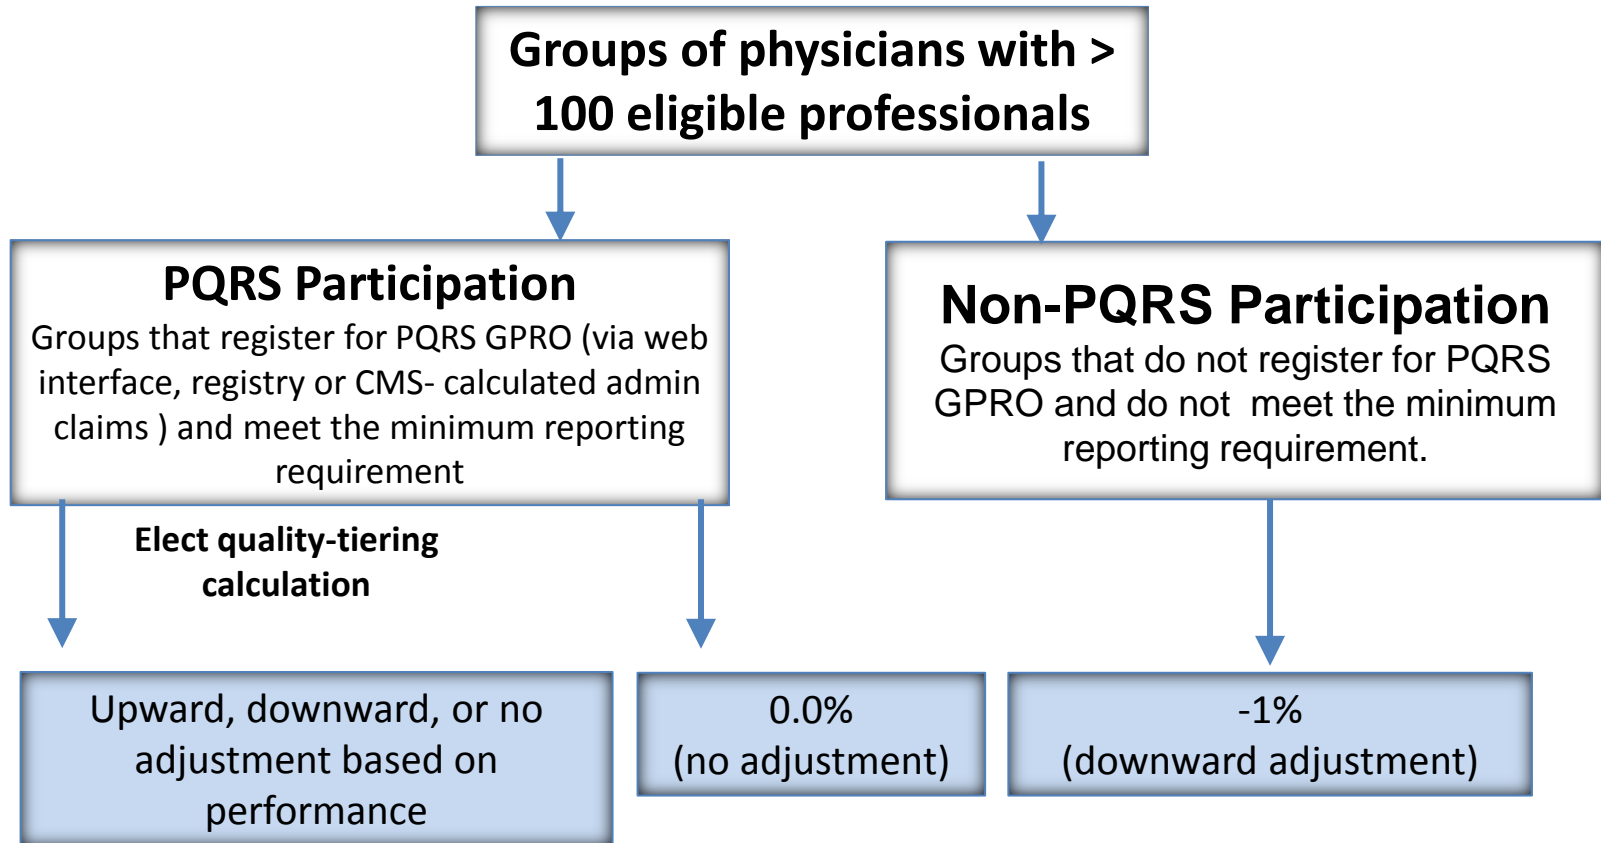 Groups of physicians with >
100 eligible professionals
PQRS Participation
Groups that register for PQRS GPRO (via web
interface, registry or CMS- calculated admin
claims ) and meet the minimum reporting
requirement
Non-PQRS Participation
Groups that do not register for PQRS
GPRO and do not  meet the minimum
reporting requirement.
Elect quality-tiering
calculation
Upward, downward, or no
adjustment based on
performance
0.0%
(no adjustment)
-1%
(downward adjustment)